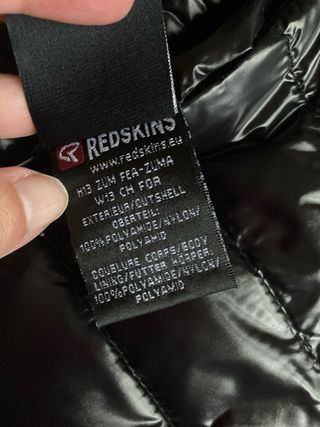 REDSKINS
www.redskins.eu
H13 ZUM FEA-ZUMA
W13 CH FOR
EXTERIEUR/OUTSHELL
OBERTEIL:
100%POLYAMIDE/NYLON/
POLYAMID
DOUBLURE CORPS/BODY
LINING/FUTTER KÖRPER:
100%POLYAMIDE/NYLON/
POLYAMID